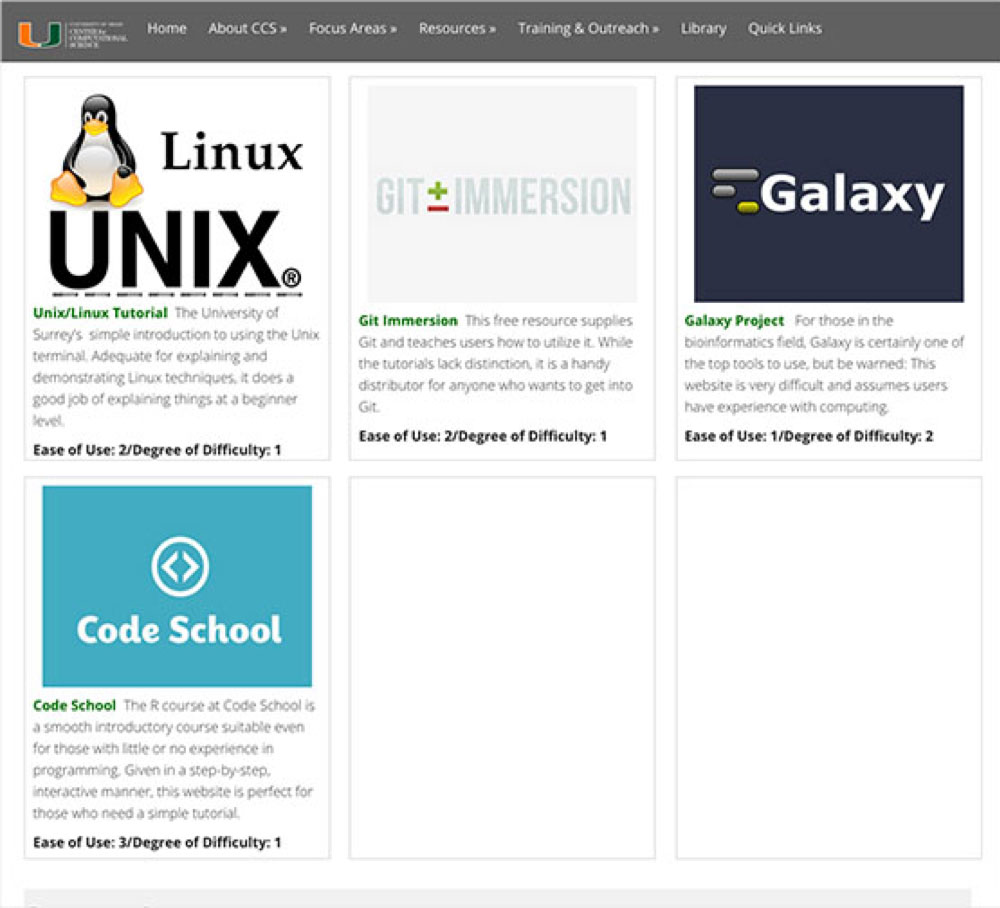 UNIVERSITY OF MIAMI
CENTER for
COMPUTATIONAL
SCIENCE
Home About CCS » Focus Areas » Resources » Training & Outreach » Library Quick Links
Linux
UNIX®
Unix/Linux Tutorial The University of
Surrey's simple introduction to using the Unix
terminal. Adequate for explaining and
demonstrating Linux techniques, it does a
good job of explaining things at a beginner
level.
Ease of Use: 2/Degree of Difficulty: 1
GIT±IMMERSION
Git Immersion This free resource supplies
Git and teaches users how to utilize it. While
the tutorials lack distinction, it is a handy
distributor for anyone who wants to get into
Git.
Ease of Use: 2/Degree of Difficulty: 1
Galaxy
Galaxy Project For those in the
bioinformatics field, Galaxy is certainly one of
the top tools to use, but be warned: This
website is very difficult and assumes users
have experience with computing.
Ease of Use: 1/Degree of Difficulty: 2
Code School
Code School The R course at Code School is
a smooth introductory course suitable even
for those with little or no experience in
programming. Given in a step-by-step,
interactive manner, this website is perfect for
those who need a simple tutorial.
Ease of Use: 3/Degree of Difficulty: 1